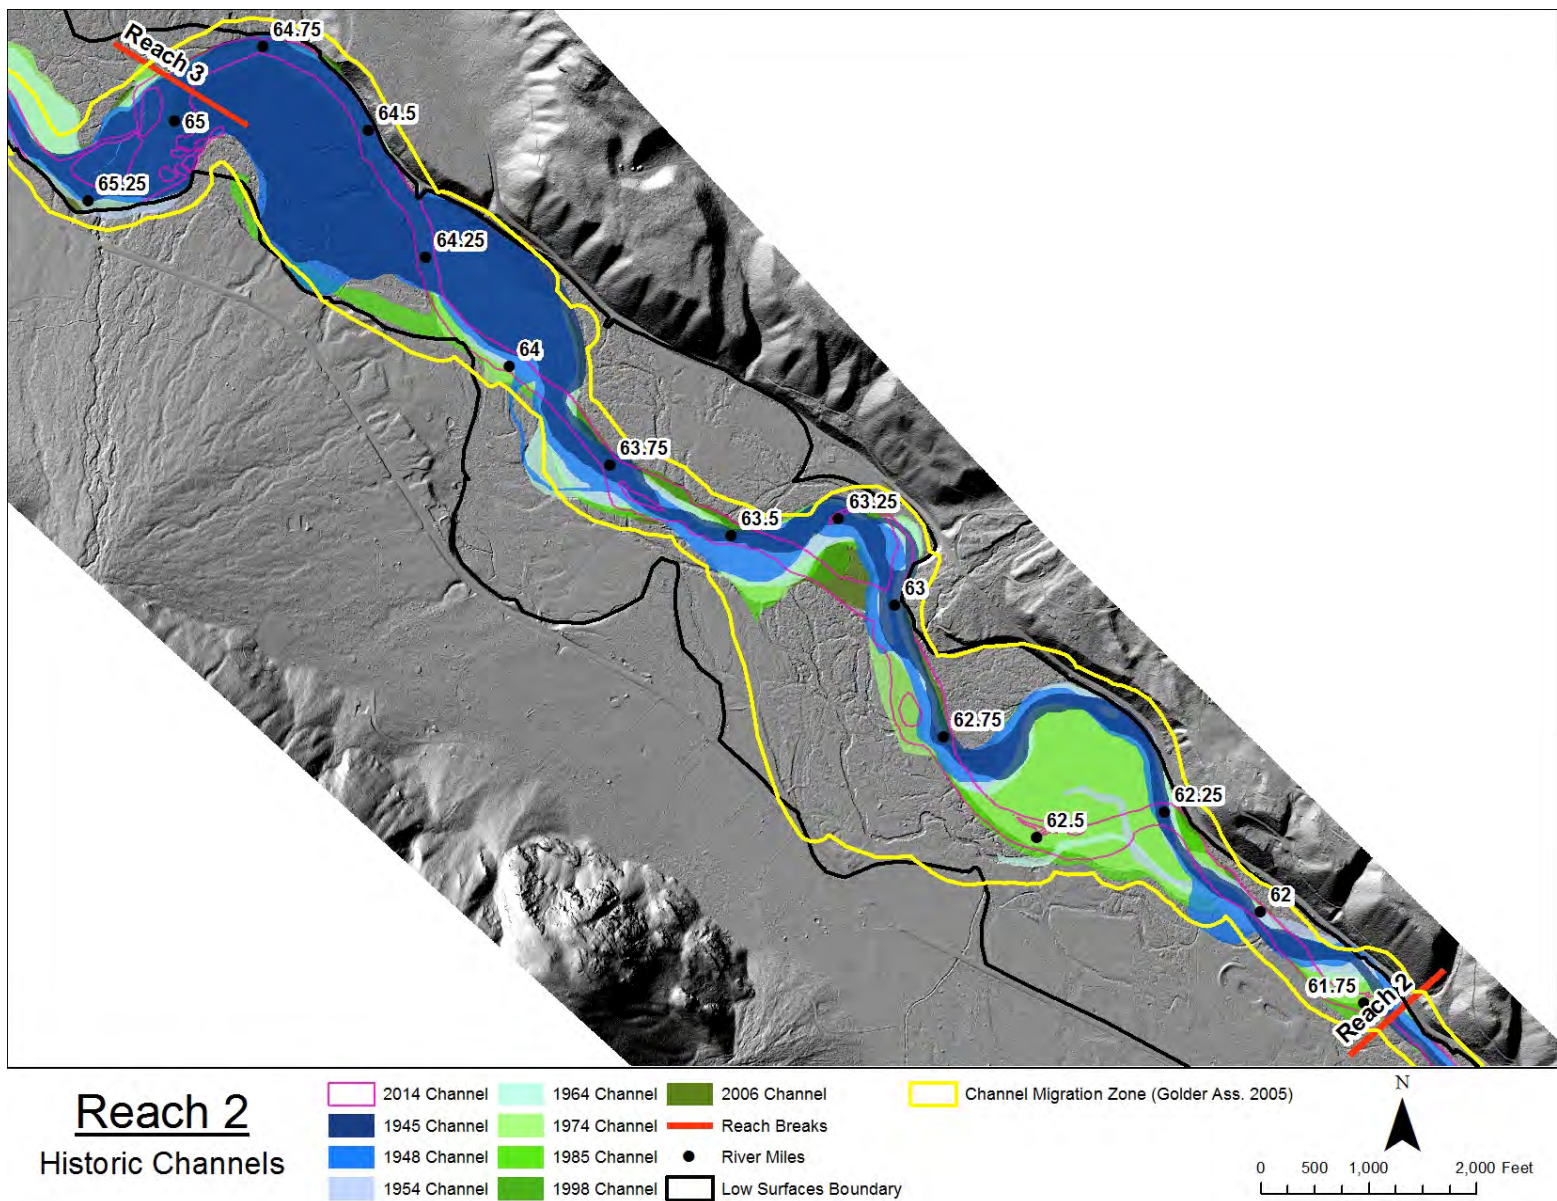 64.75
Reach 3
64.5
65
65.25
64.25
64
63.75
63.5
63.25
63
62.75
62.5
62.25
62
61.75
Reach 2
Reach 2
Historic Channels
2014 Channel
1945 Channel
1948 Channel
1954 Channel
1964 Channel
1974 Channel
1985 Channel
1998 Channel
2006 Channel
Reach Breaks
River Miles
Low Surfaces Boundary
Channel Migration Zone (Golder Ass. 2005)
N
0 500 1,000 2,000 Feet